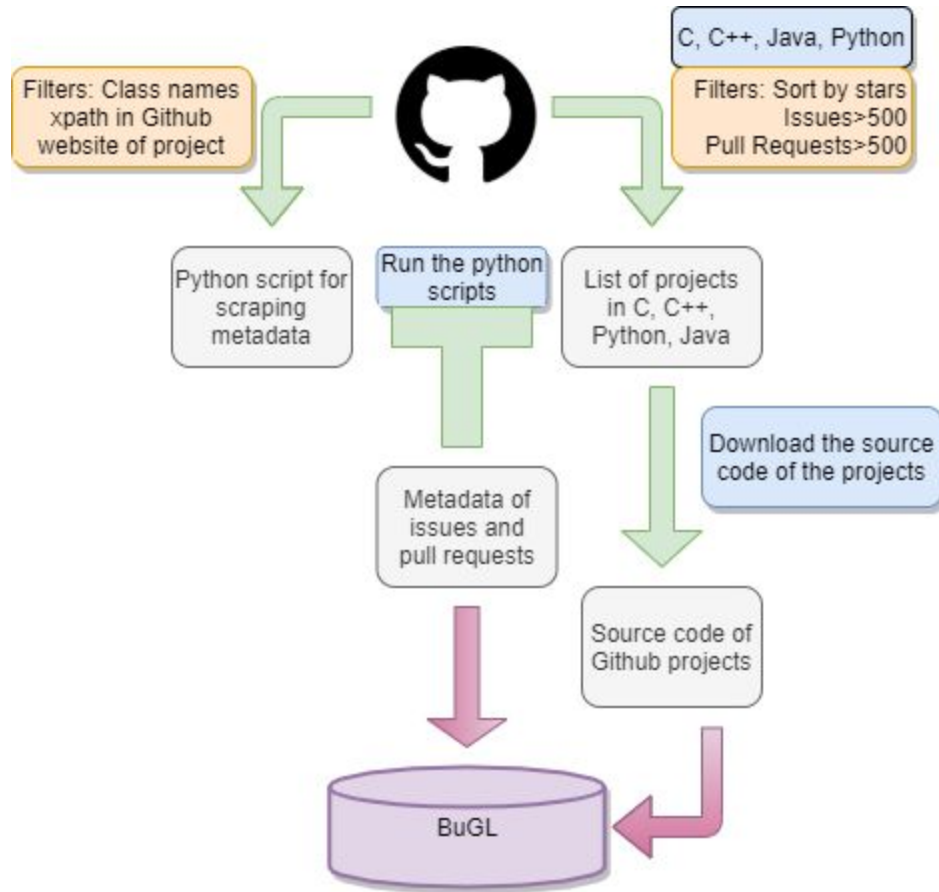 C, C++, Java, Python
Filters: Class names
xpath in Github
website of project
Filters: Sort by stars
Issues>500
Pull Requests>500
Python script for
scraping
metadata
Run the python
scripts
List of projects
in C, C++,
Python, Java
Download the source
code of the projects
Metadata of
issues and
pull requests
Source code of
Github projects
BuGL